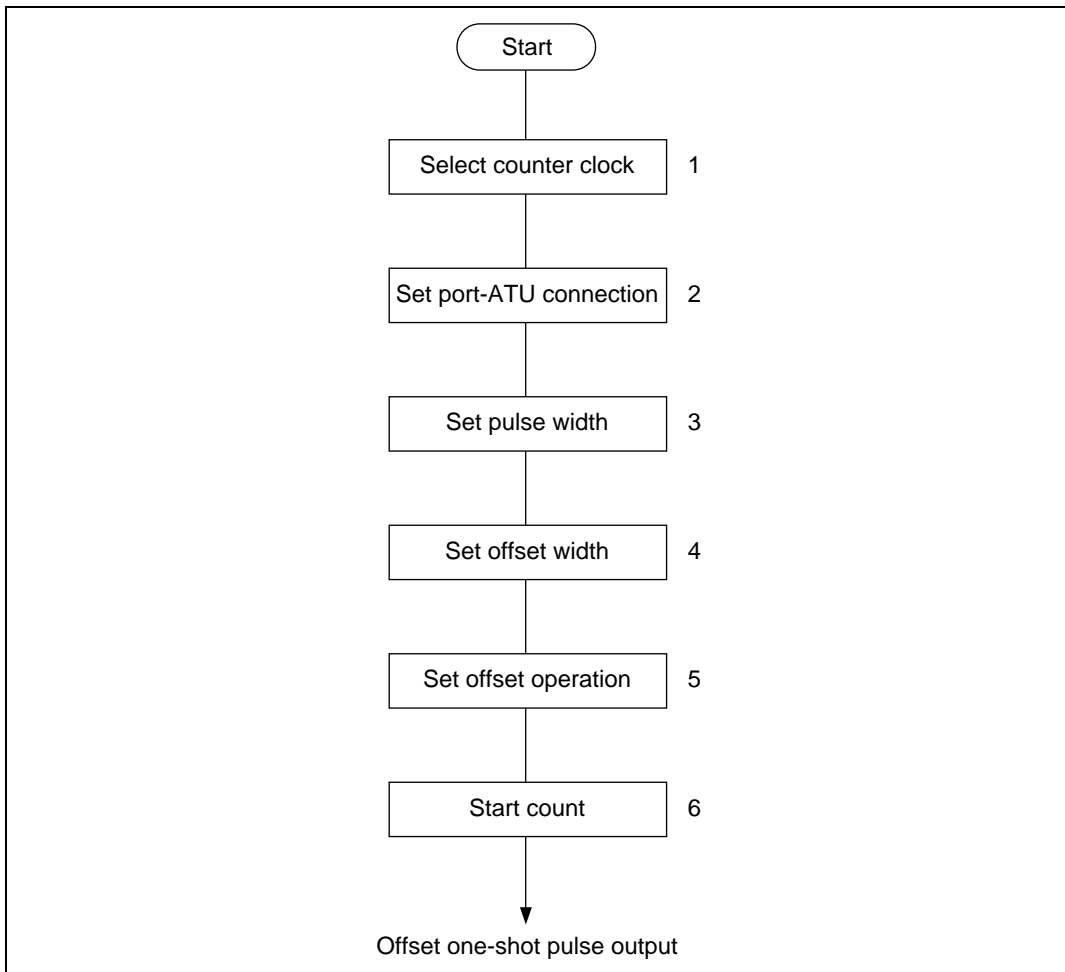 Start
Select counter clock 1
Set port-ATU connection 2
Set pulse width 3
Set offset width 4
Set offset operation 5
Start count 6
Offset one-shot pulse output